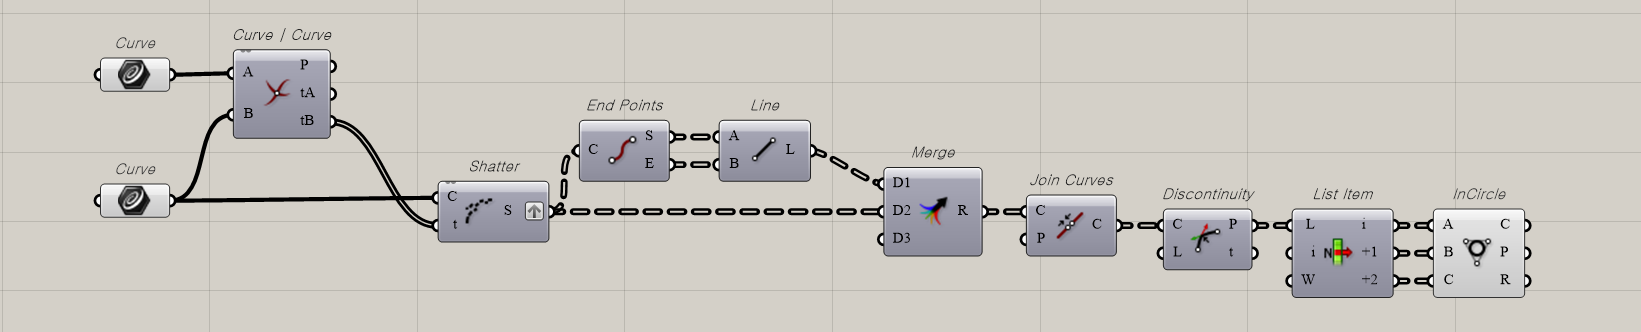 Curve
Curve / Curve
A
B
P
tA
tB
Curve
Shatter
C
t
S
End Points
C
S
E
Line
A
B
L
Merge
D1
D2
D3
R
Join Curves
C
P
C
Discontinuity
C
L
P
t
List Item
L
i
W
N
i
+1
+2
InCircle
A
B
C
C
P
R